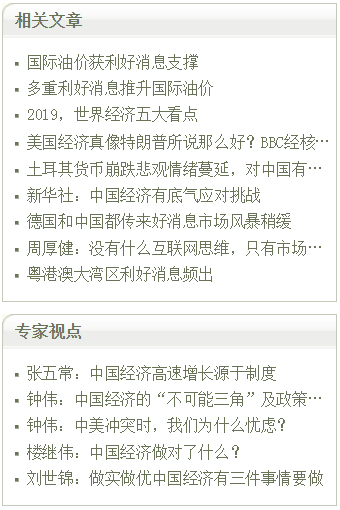 相关文章
国际油价获利好消息支撑
多重利好消息推升国际油价
2019，世界经济五大看点
美国经济真像特朗普所说那么好？BBC经核…
土耳其货币崩跌悲观情绪蔓延，对中国有…
新华社：中国经济有底气应对挑战
德国和中国都传来好消息市场风暴稍缓
周厚健：没有什么互联网思维，只有市场…
粤港澳大湾区利好消息频出
专家视点
张五常：中国经济高速增长源于制度
钟伟：中国经济的“不可能三角”及政策…
钟伟：中美冲突时，我们为什么忧虑？
楼继伟：中国经济做对了什么？
刘世锦：做实做优中国经济有三件事情要做